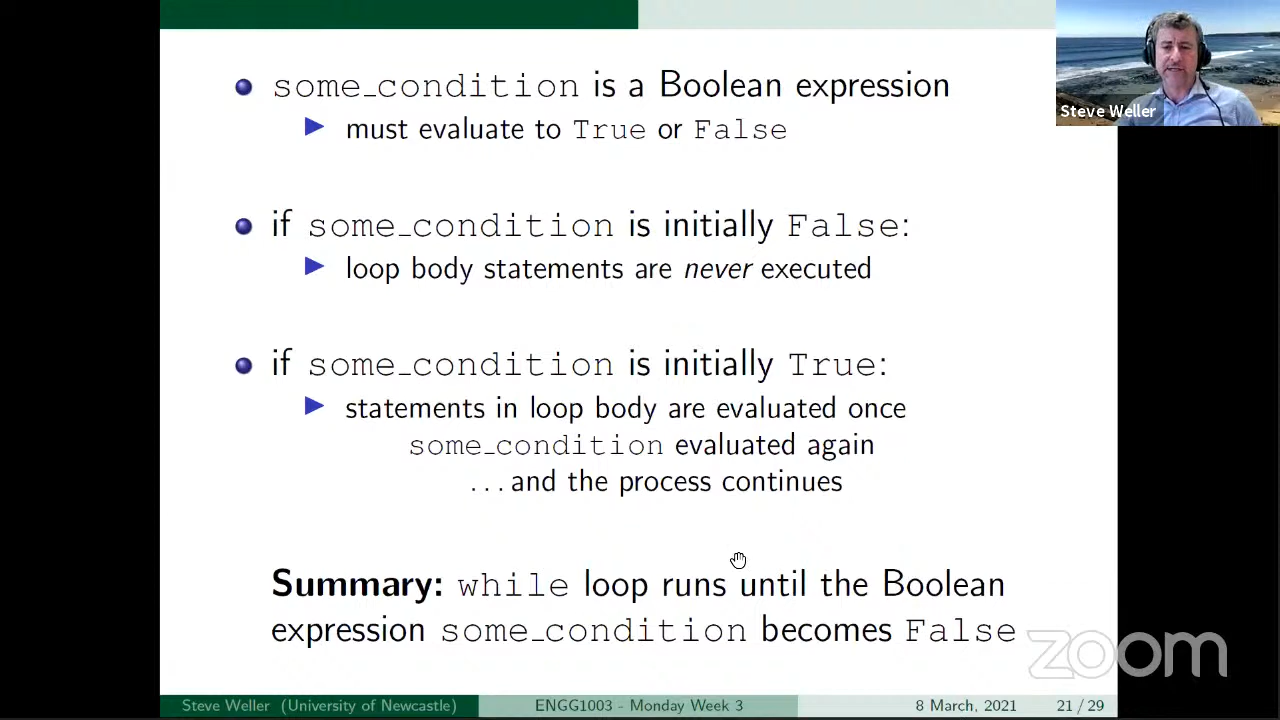 some_condition is a Boolean expression
must evaluate to True or False
if some_condition is initially False:
loop body statements are never executed
if some_condition is initially True:
statements in loop body are evaluated once
some_condition evaluated again
...and the process continues
Summary: while loop runs until the Boolean
expression some_condition becomes False
Steve Weller
zoom
Steve Weller (University of Newcastle) ENGG1003 - Monday Week 3 8 March, 2021 21 / 29